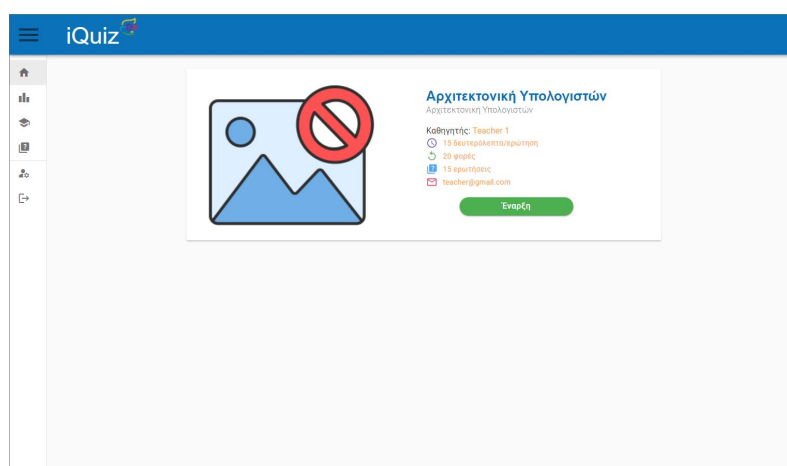 iQuiz
Αρχιτεκτονική Υπολογιστών
Αρχιτεκτονική Υπολογιστών
Καθηγητής: Teacher 1
15 δευτερόλεπτα/ερώτηση
20 φορές
15 ερωτήσεις
teacher@gmail.com
Έναρξη